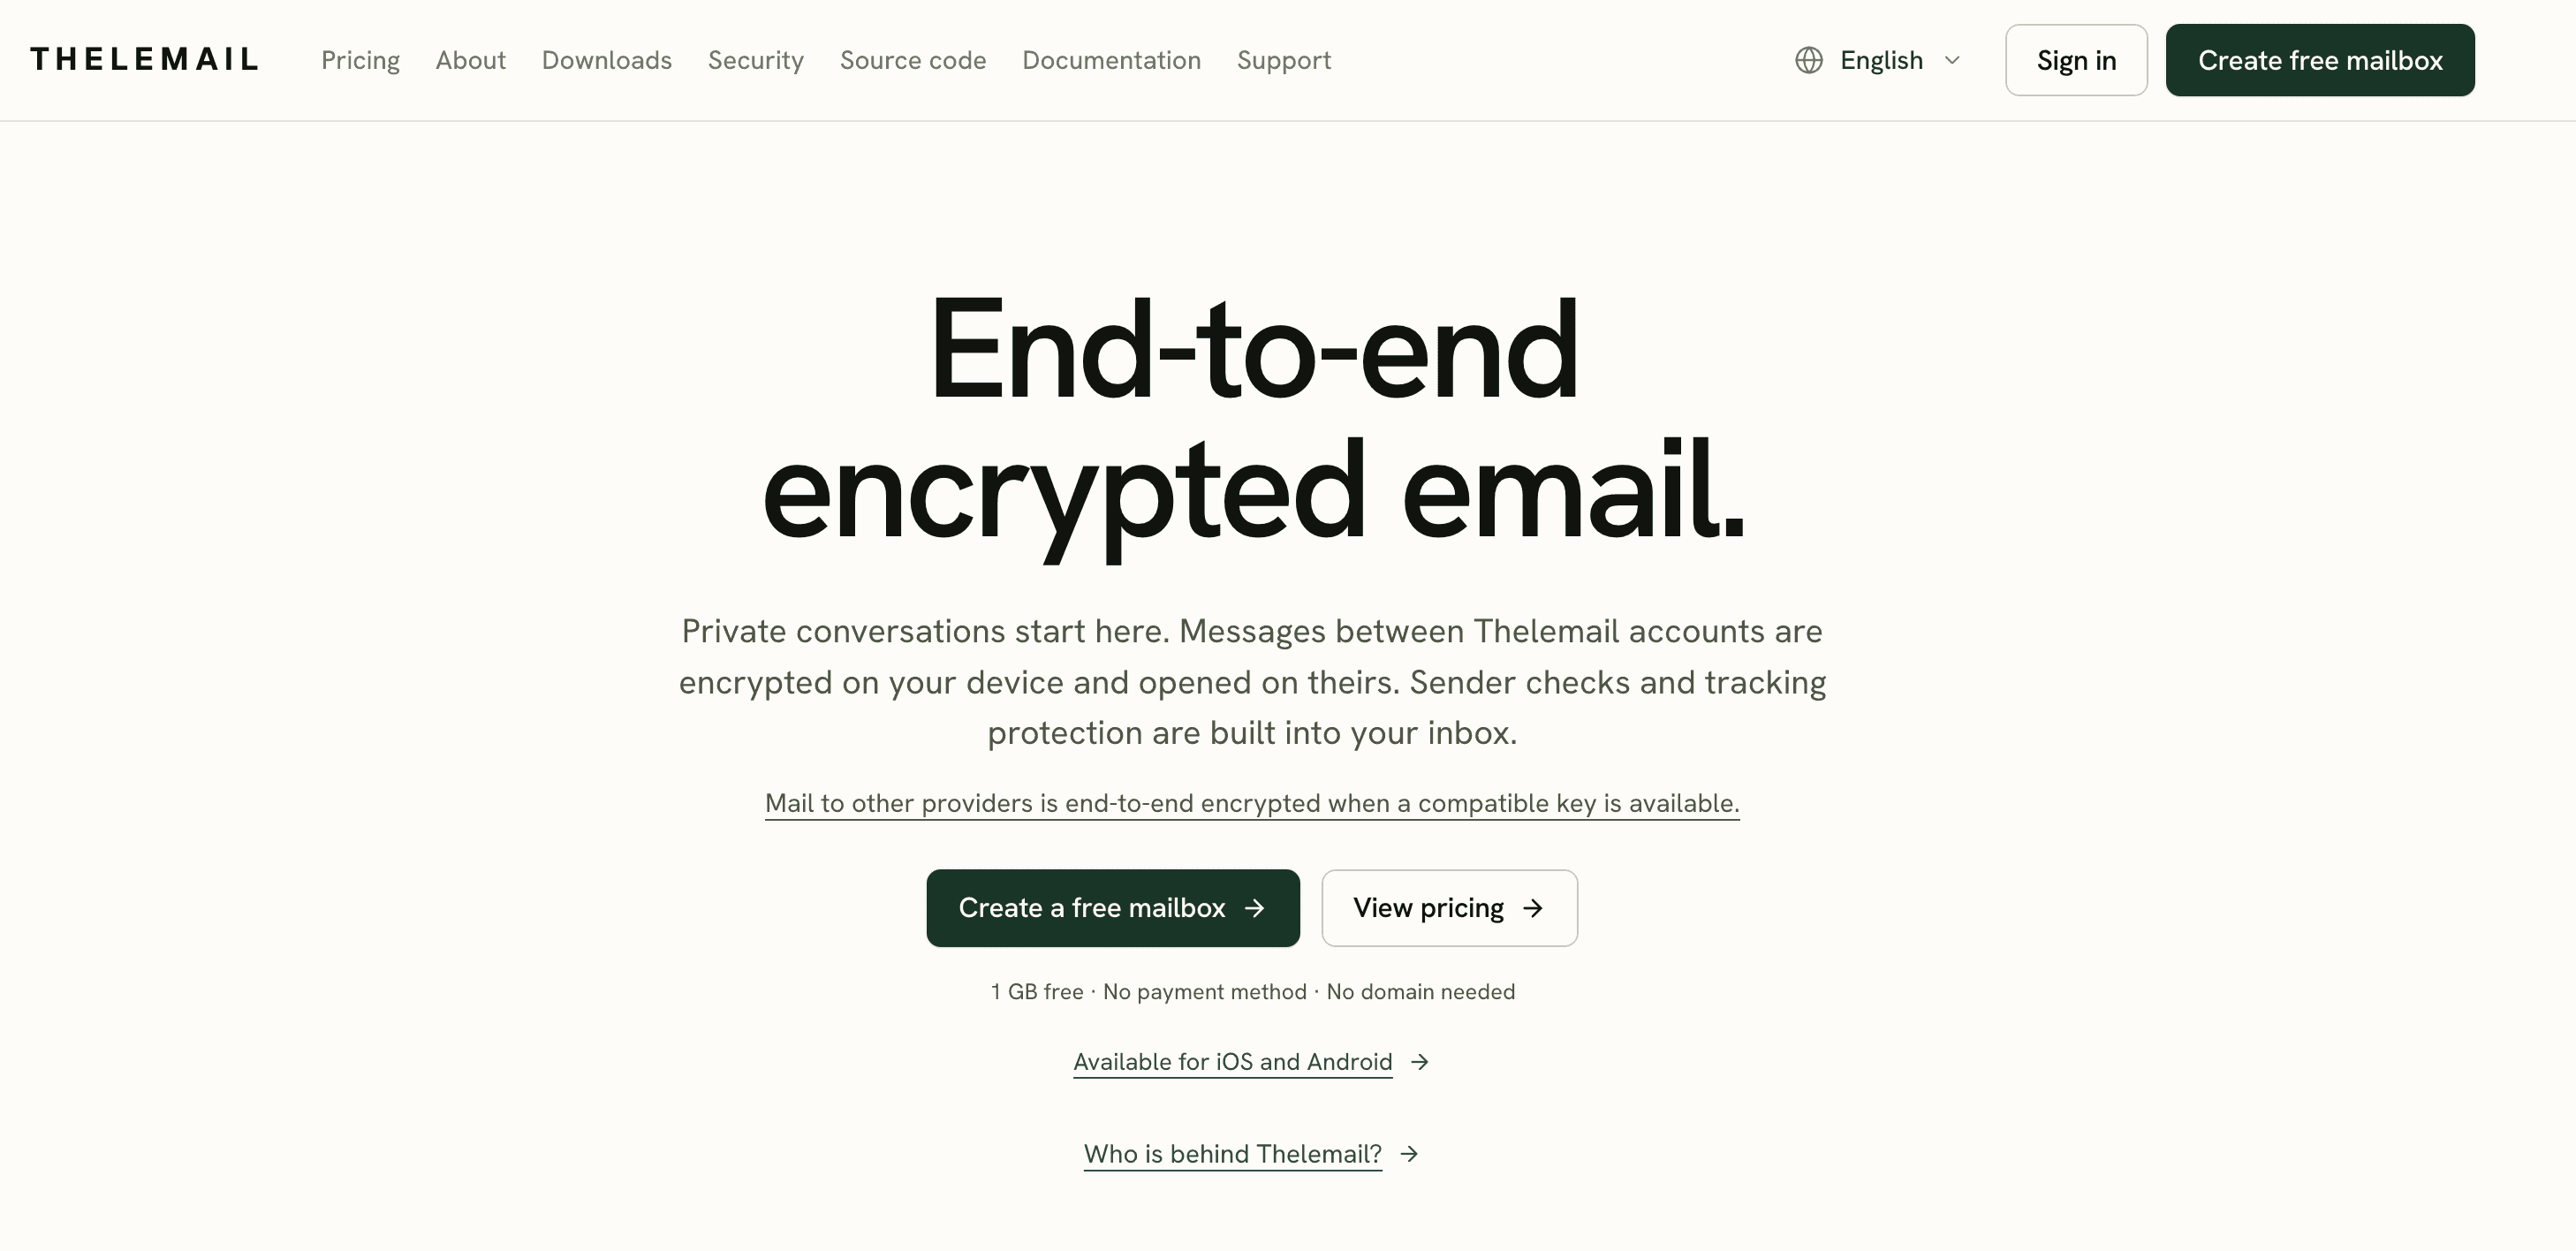 THELEMAIL
Pricing
About
Downloads
Security
Source code
Documentation
Support
English
Sign in
Create free mailbox
End-to-end
encrypted email.
Private conversations start here. Messages between Thelemail accounts are
encrypted on your device and opened on theirs. Sender checks and tracking
protection are built into your inbox.
Mail to other providers is end-to-end encrypted when a compatible key is available.
Create a free mailbox →
View pricing →
1 GB free · No payment method · No domain needed
Available for iOS and Android →
Who is behind Thelemail? →